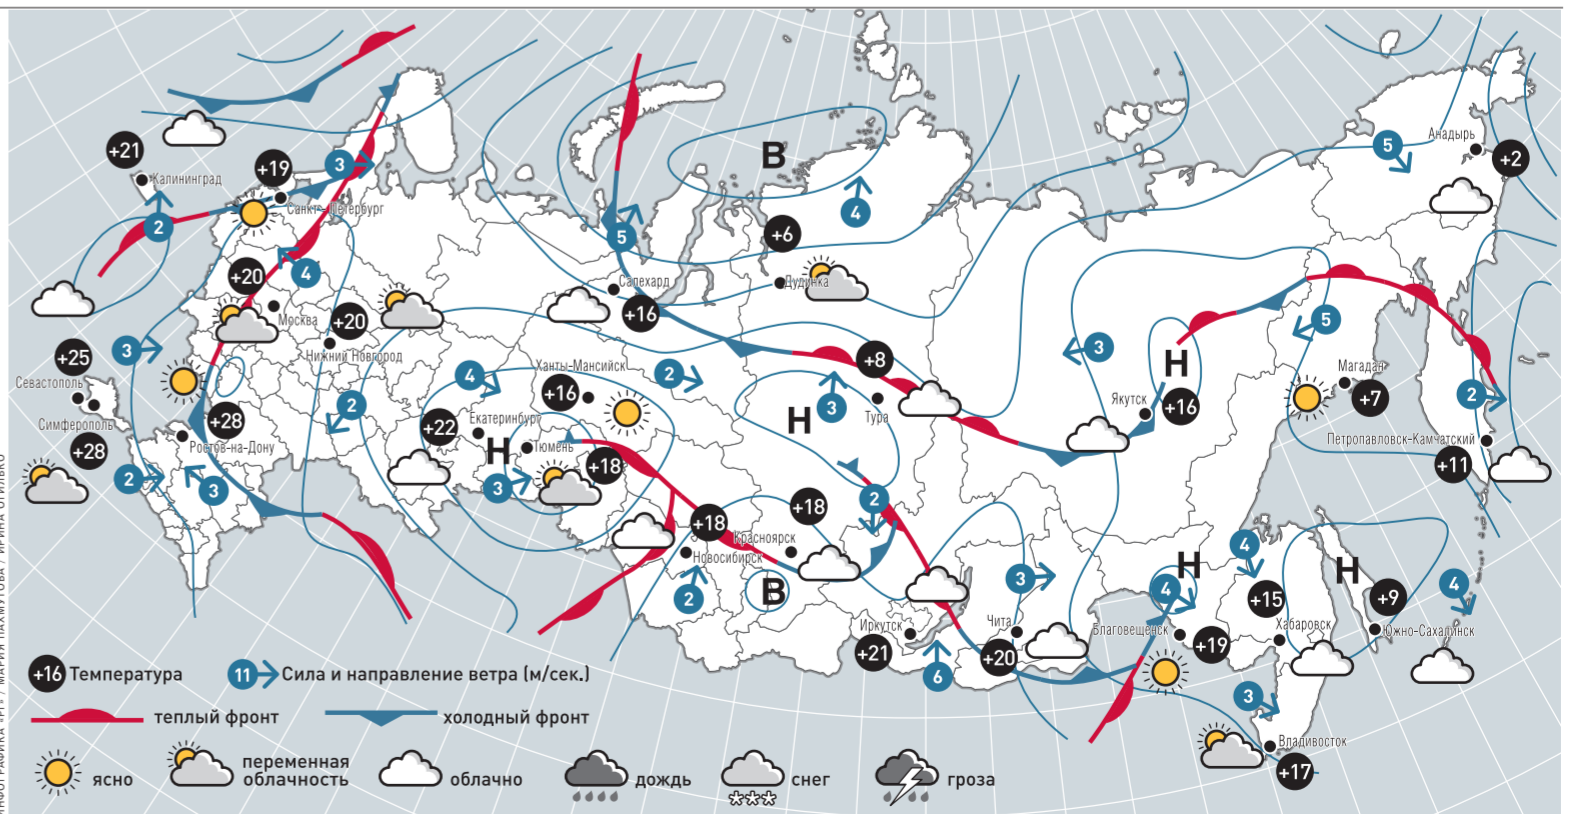 +21
Калининград
+19
Санкт-Петербург
3
2
+20
4
Москва
+20
Нижний Новгород
3
+25
Севастополь
Симферополь
+28
+28
Ростов-на-Дону
2
3
2
4
+22
Екатеринбург
Н
Тюмень
3
+18
Ханты-Мансийск
+16
2
5
Салехард
+16
В
+6
Дудинка
4
+8
Тура
3
Н
2
+18
Новосибирск
2
+18
Красноярск
В
Иркутск
+21
6
Чита
+20
3
3
Н
Якутск
+16
5
Анадырь
+2
5
Магадан
+7
2
Петропавловск-Камчатский
+11
Н
4
Благовещенск
+19
4
+15
Хабаровск
Н
+9
Южно-Сахалинск
4
3
Владивосток
+17
+16 Температура
11 Сила и направление ветра (м/сек.)
теплый фронт
холодный фронт
ясно
переменная
облачность
облачно
дождь
снег
гроза